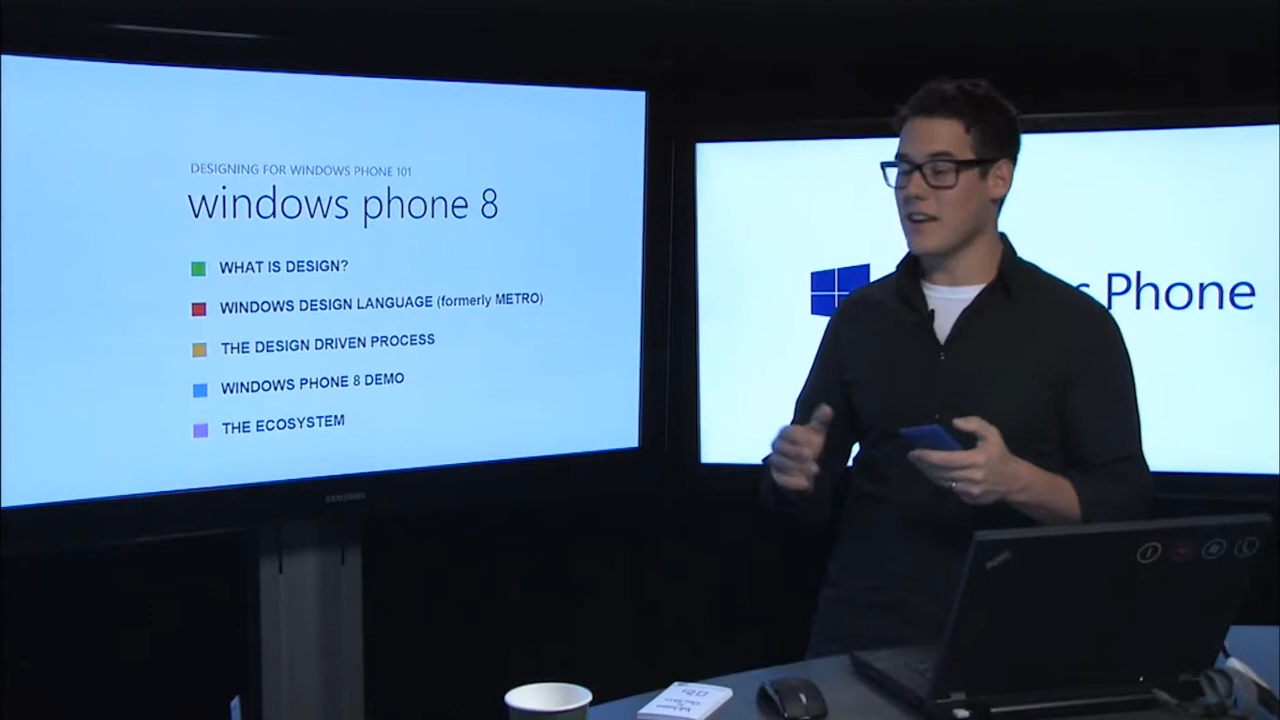 DESIGNING FOR WINDOWS PHONE 101
windows phone 8
WHAT IS DESIGN?
WINDOWS DESIGN LANGUAGE (formerly METRO)
THE DESIGN DRIVEN PROCESS
WINDOWS PHONE 8 DEMO
THE ECOSYSTEM
SAMSUNG
Phone